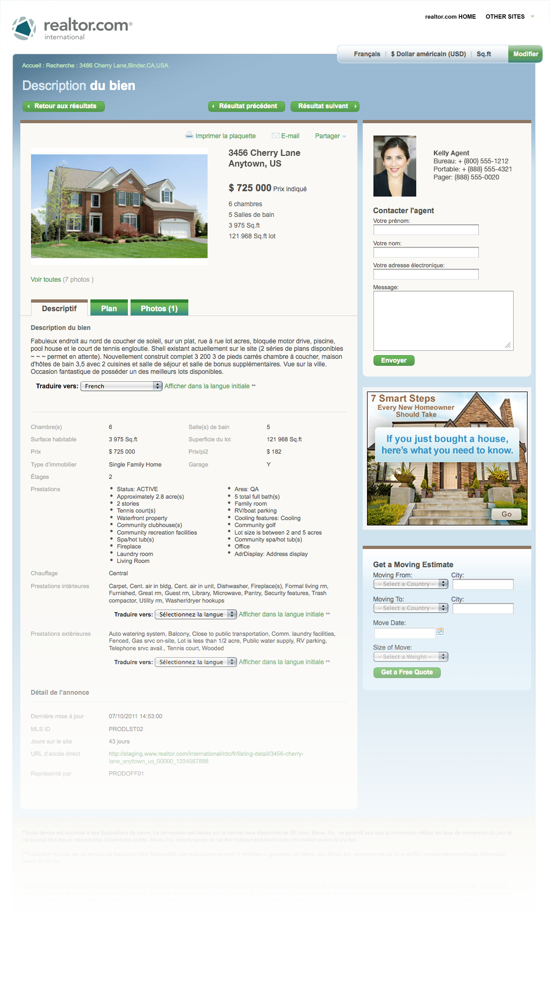 realtor.com®
international
realtor.com HOME OTHER SITES
Français | $ Dollar américain (USD) | Sq.ft Modifier
Accueil : Recherche : 3486 Cherry Lane,Binder,CA,USA
Description du bien
Retour aux résultats Résultat précédent Résultat suivant
Imprimer la plaquette E-mail Partager
3456 Cherry Lane
Anytown, US
$ 725 000 Prix indiqué
6 chambres
5 Salles de bain
3 975 Sq.ft
121 968 Sq.ft lot
Voir toutes (7 photos )
Descriptif Plan Photos (1)
Description du bien
Fabuleux endroit au nord de coucher de soleil, sur un plat, rue à rue lot acres, bloquée motor drive, piscine,
pool house et le court de tennis engloutie. Shell existant actuellement sur le site (2 séries de plans disponibles
~ ~ ~ permet en attente). Nouvellement construit complet 3 200 3 de pieds carrés chambre à coucher, maison
d'hôtes de bain 3,5 avec 2 cuisines et salle de séjour et salle de bonus supplémentaires. Vue sur la ville.
Occasion fantastique de posséder un des meilleurs lots disponibles.
Traduire vers: French Afficher dans la langue initiale **
Chambre(s) 6 Salle(s) de bain 5
Surface habitable 3 975 Sq.ft Superficie du lot 121 968 Sq.ft
Prix $ 725 000 Prix/pi2 $ 182
Type d'immobilier Single Family Home Garage Y
Étages 2
Prestations
• Status: ACTIVE
• Approximately 2.8 acre(s)
• 2 stories
• Tennis court(s)
• Waterfront property
• Community clubhouse(s)
• Community recreation facilities
• Spa/hot tub(s)
• Fireplace
• Laundry room
• Living Room
• Area: QA
• 5 total full bath(s)
• Family room
• RV/boat parking
• Cooling features: Cooling
• Community golf
• Lot size is between 2 and 5 acres
• Community spa/hot tub(s)
• Office
• AdrDisplay: Address display
Chauffage Central
Prestations intérieures Carpet, Cent. air in bldg, Cent. air in unit, Dishwasher, Fireplace(s), Formal living rm,
Furnished, Great rm, Guest rm, Library, Microwave, Pantry, Security features, Trash
compactor, Utility rm, Washer/dryer hookups
Traduire vers: Sélectionnez la langue Afficher dans la langue initiale **
Prestations extérieures Auto watering system, Balcony, Close to public transportation, Comm. laundry facilities,
Fenced, Gas srvc on-site, Lot is less than 1/2 acre, Public water supply, RV parking,
Telephone srvc avail., Tennis court, Wooded
Traduire vers: Sélectionnez la langue Afficher dans la langue initiale **
Détail de l'annonce
Dernière mise à jour 07/10/2011 14:53:00
MLS ID PRODLST02
Jours sur le site 43 jours
URL d'accès direct http://staging.www.realtor.com/international/rdc/fr/listing-detail/3456-cherry-
lane_anytown_us_00000_1234567898
Représenté par PRODOFF01
Kelly Agent
Bureau: + (800) 555-1212
Portable: + (888) 555-4321
Pager: (888) 555-0020
Contacter l'agent
Votre prénom:
Votre nom:
Votre adresse électronique:
Message:
Envoyer
7 Smart Steps
Every New Homeowner
Should Take
If you just bought a house,
here's what you need to know.
Go
Get a Moving Estimate
Moving From: City:
– Select a Country –
Moving To: City:
– Select a Country –
Move Date:
Size of Move:
– Select a Weight –
Get a Free Quote
*Toute devise est soumise à des fluctuations de cours. La conversion est basée sur le dernier taux disponible de XE.com. Move, Inc. ne garantit pas que la conversion reflète les taux de conversion du jour et
ne saurait être tenue responsable d'éventuels écarts. Move, Inc. recommande de vérifier indépendamment toute information avant de s'y fier.
**Traduction fournie par un service de traduction tiers Microsoft®. Les traductions ne sont ni vérifiées ni garanties par Move, Inc. Move, Inc. recommande de faire vérifier indépendamment toute information
avant de s'y fier.